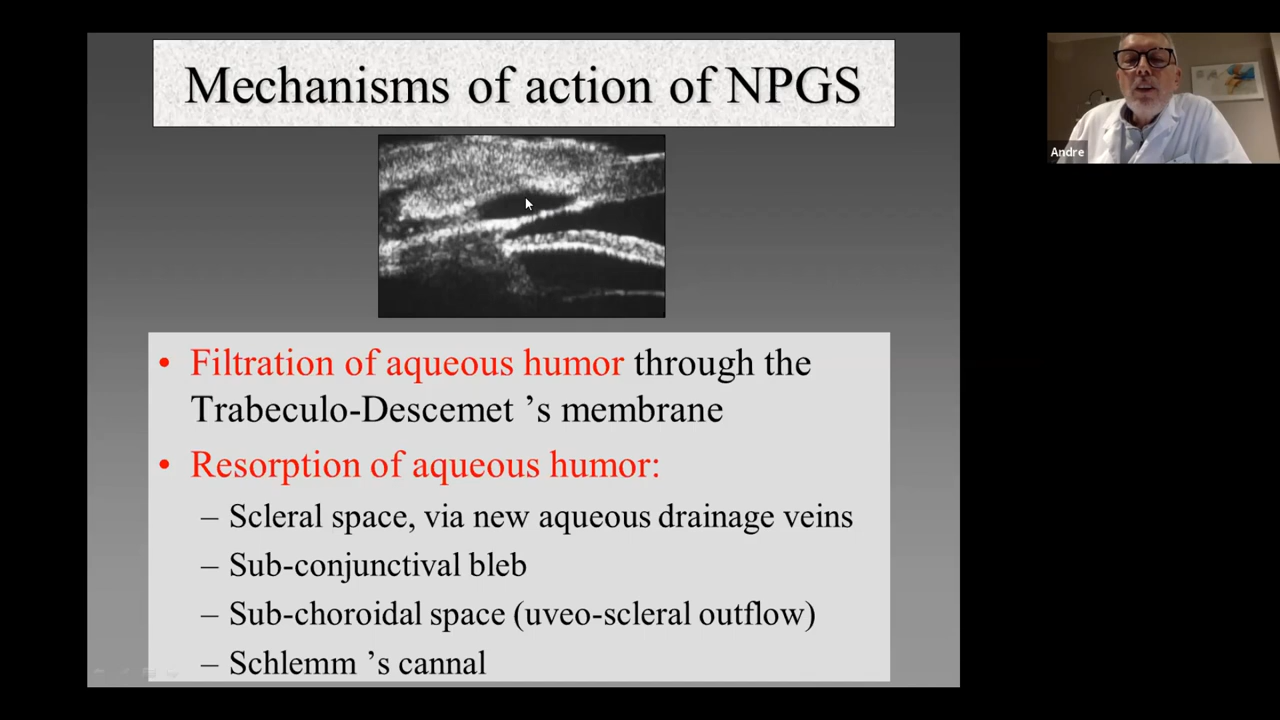 Mechanisms of action of NPGS
Andre
• Filtration of aqueous humor through the
Trabeculo-Descemet ’s membrane
• Resorption of aqueous humor:
– Scleral space, via new aqueous drainage veins
– Sub-conjunctival bleb
– Sub-choroidal space (uveo-scleral outflow)
– Schlemm ’s cannal